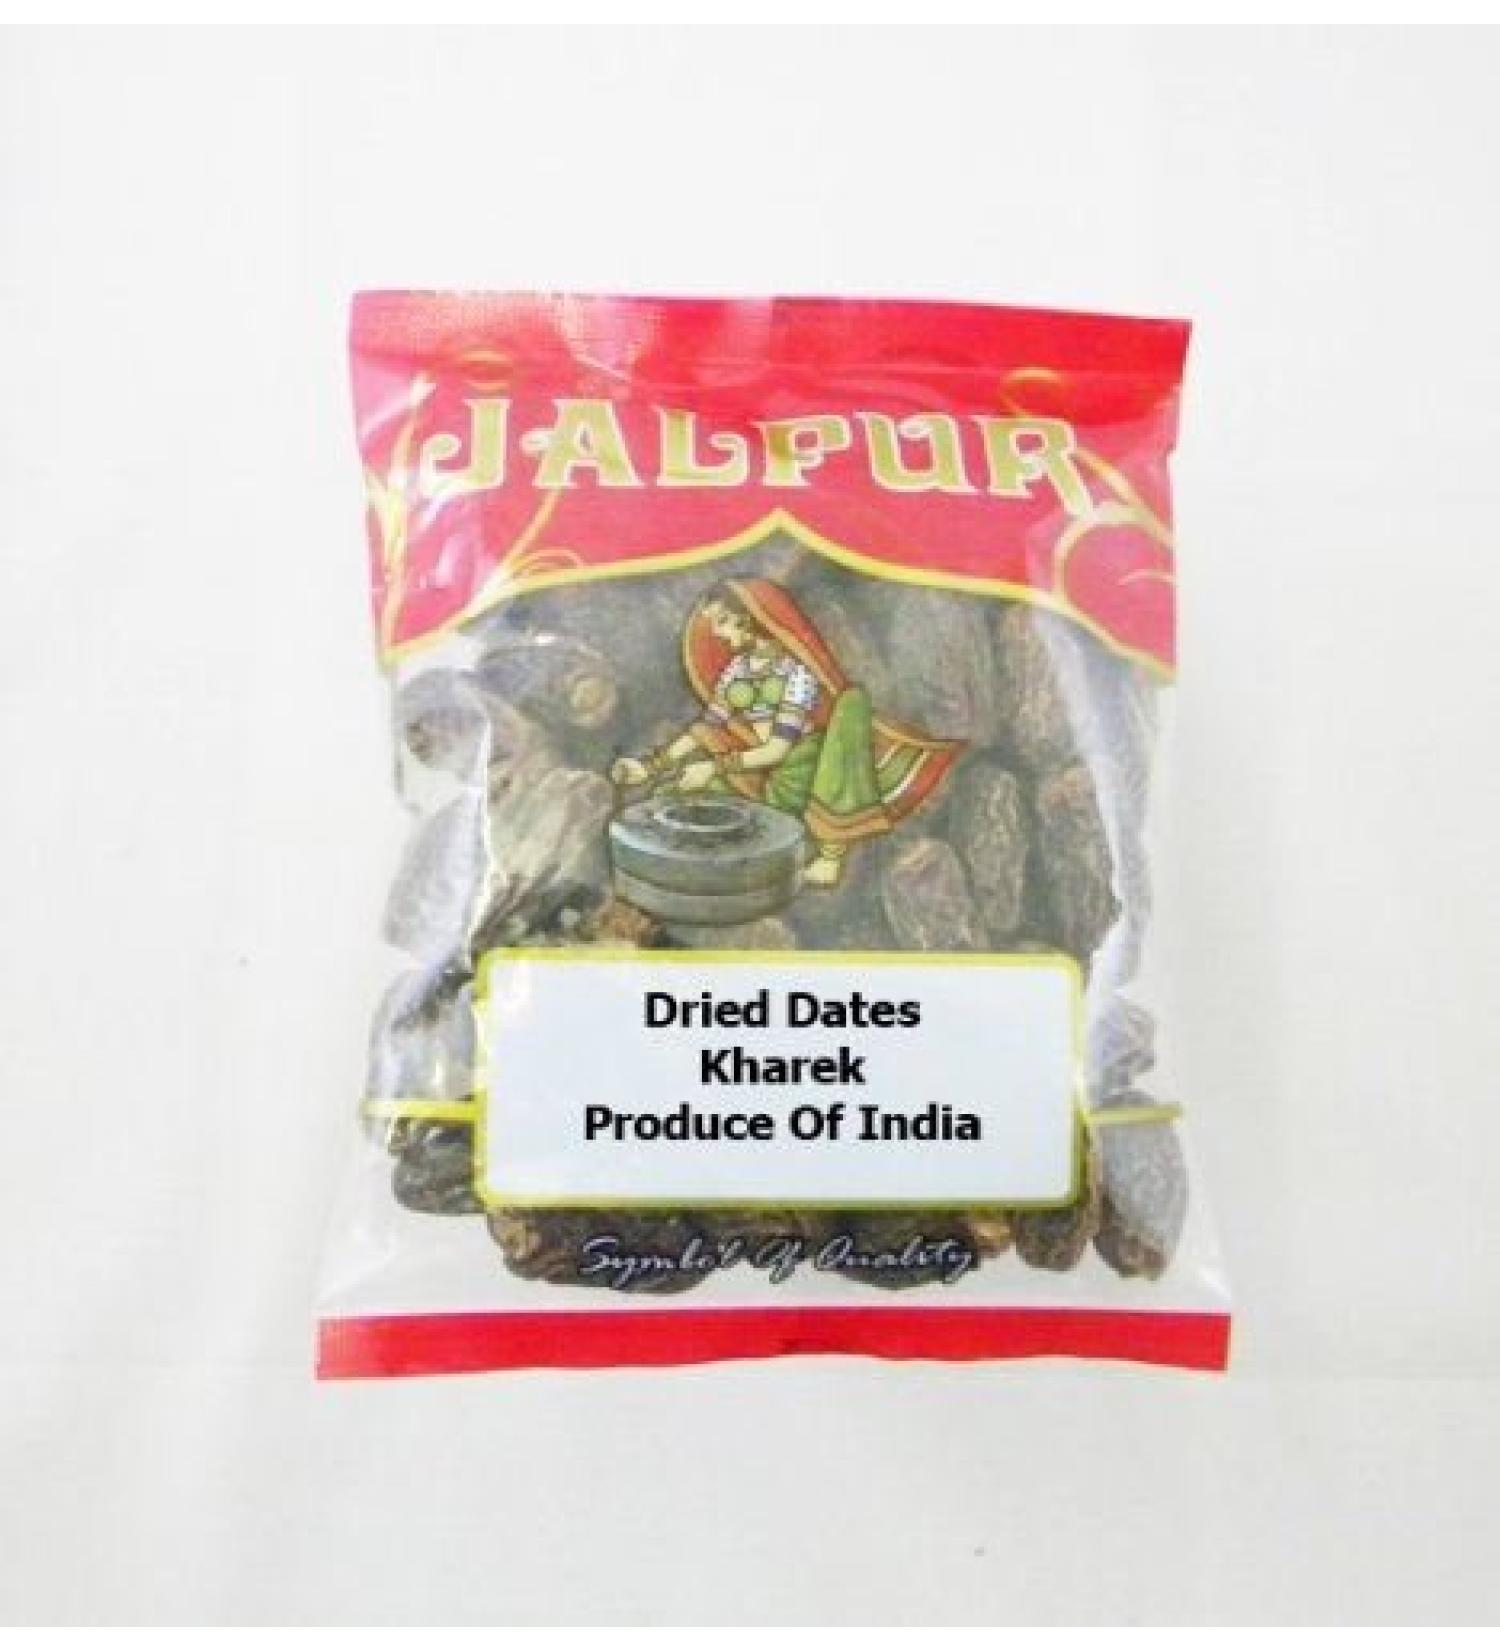 JALPUR
Dried Dates
Kharek
Produce Of India
Symbol Of Quality